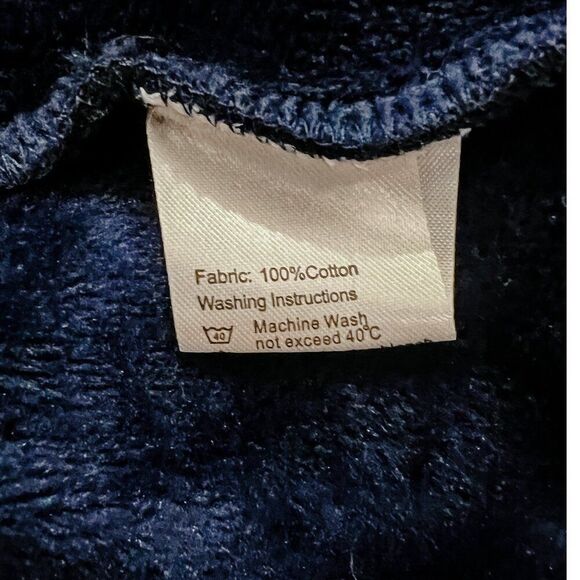 Fabric: 100%Cotton
Washing Instructions
40 Machine Wash
not exceed 40°C